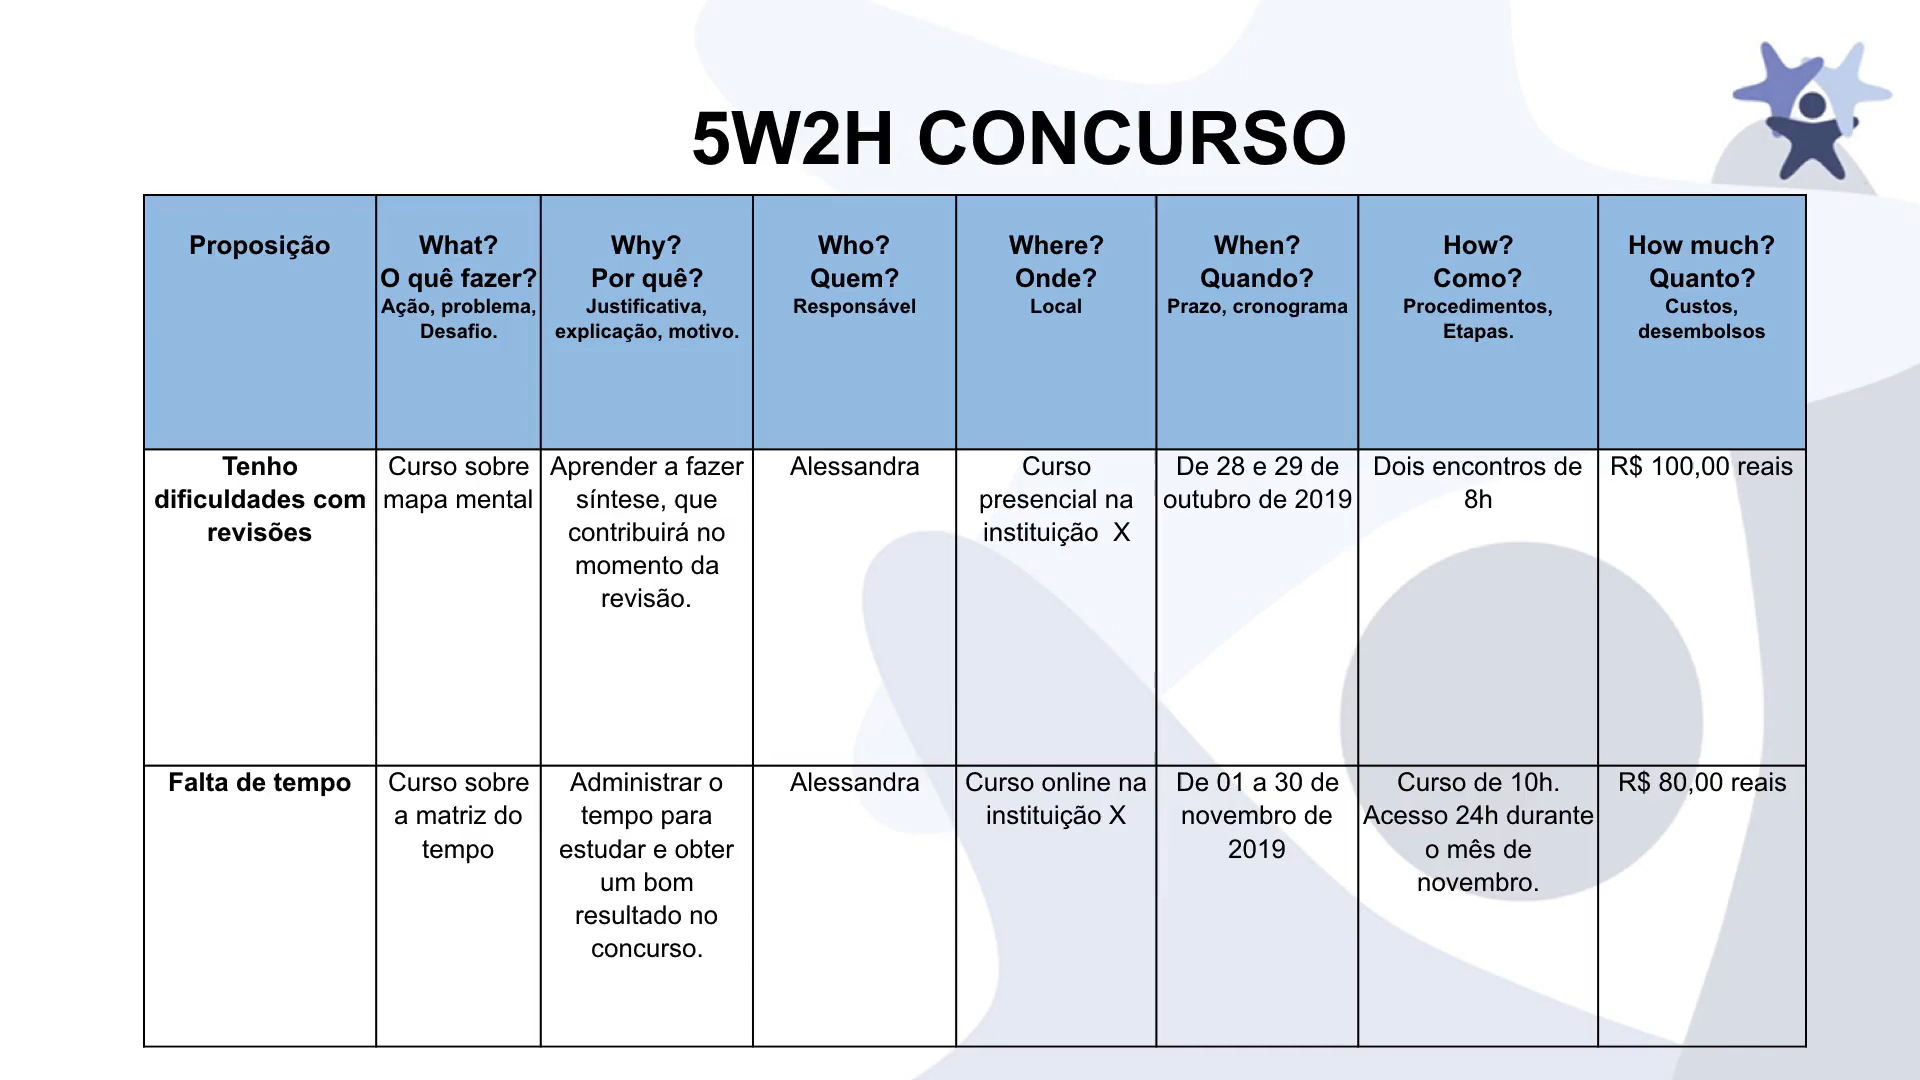 5W2H CONCURSO
Proposição
What?
O quê fazer?
Ação, problema,
Desafio.
Why?
Por quê?
Justificativa,
explicação, motivo.
Who?
Quem?
Responsável
Where?
Onde?
Local
When?
Quando?
Prazo, cronograma
How?
Como?
Procedimentos,
Etapas.
How much?
Quanto?
Custos,
desembolsos
Tenho
dificuldades com
revisões
Curso sobre
mapa mental
Aprender a fazer
síntese, que
contribuirá no
momento da
revisão.
Alessandra
Curso
presencial na
instituição  X
De 28 e 29 de
outubro de 2019
Dois encontros de
8h
R$ 100,00 reais
Falta de tempo
Curso sobre
a matriz do
tempo
Administrar o
tempo para
estudar e obter
um bom
resultado no
concurso.
Alessandra
Curso online na
instituição X
De 01 a 30 de
novembro de
2019
Curso de 10h.
Acesso 24h durante
o mês de
novembro.
R$ 80,00 reais